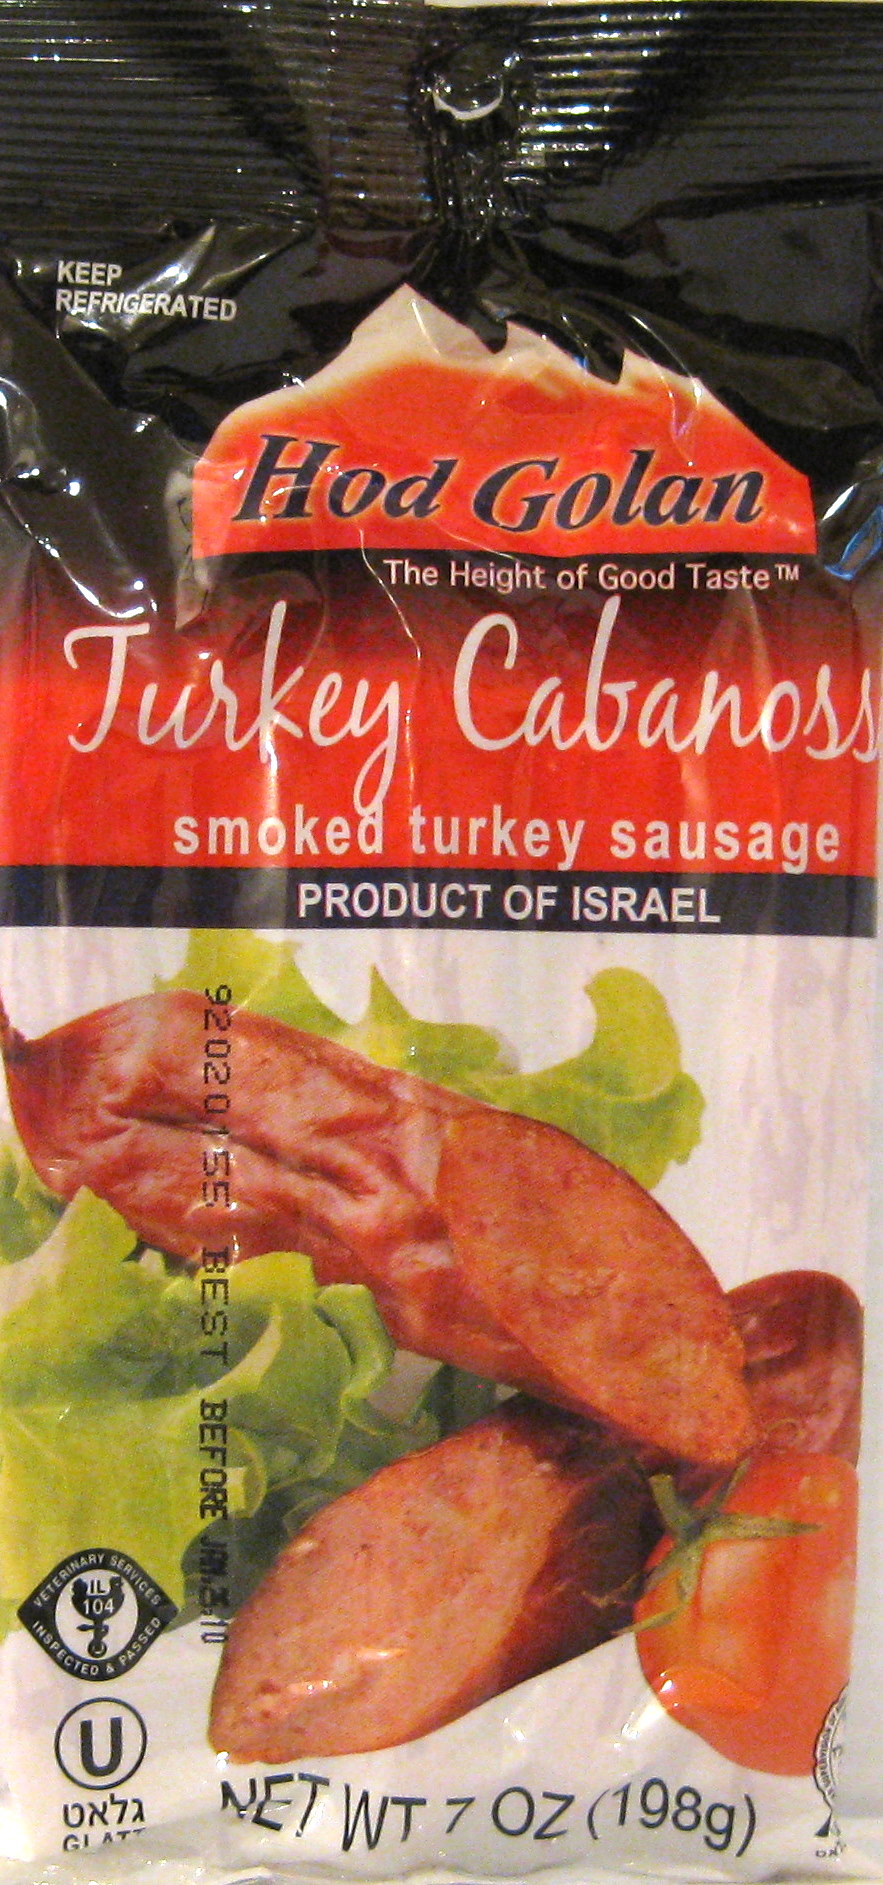 KEEP
REFRIGERATED
Hod Golan
The Height of Good Taste™
Turkey Cabanoss
smoked turkey sausage
PRODUCT OF ISRAEL
92020155 BEST BEFORE
VETERINARY SERVICES
IL
104
INSPECTED & PASSED
U
גלאט
GLATT
NET WT 7 OZ (198g)